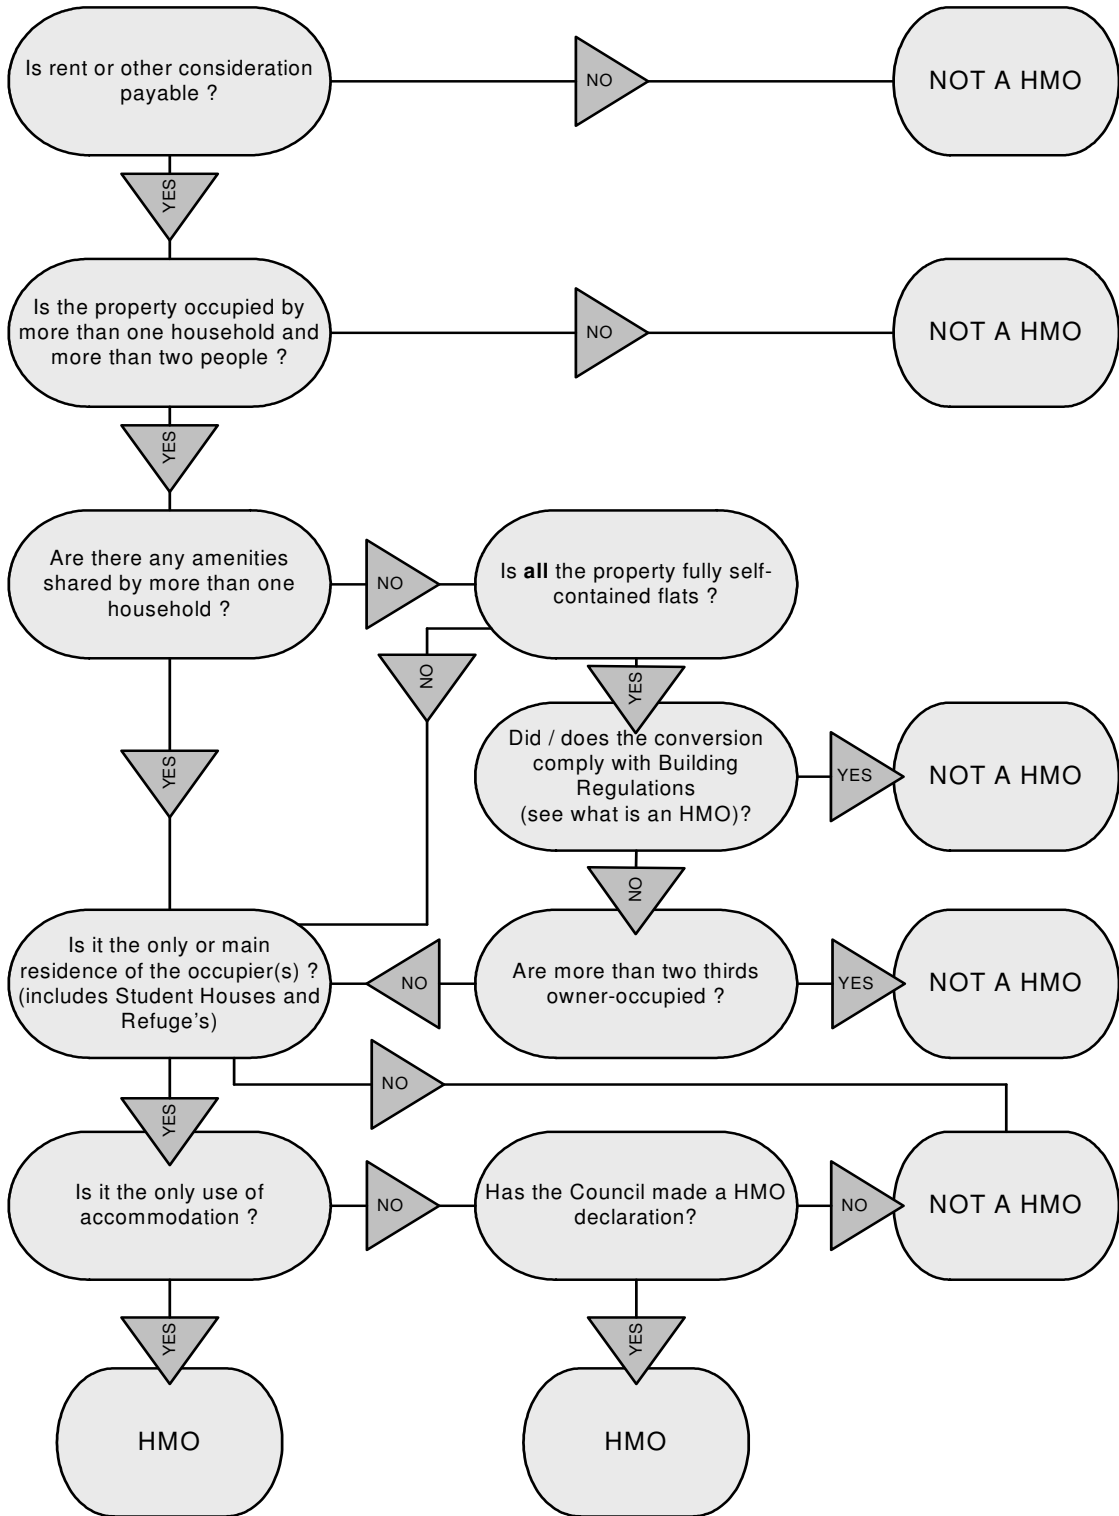 Is rent or other consideration
payable ?
NO
NOT A HMO
YES
Is the property occupied by
more than one household and
more than two people ?
NO
NOT A HMO
YES
Are there any amenities
shared by more than one
household ?
NO
Is all the property fully self-
contained flats ?
NO
YES
Did / does the conversion
comply with Building
Regulations
(see what is an HMO)?
YES
NOT A HMO
YES
NO
Is it the only or main
residence of the occupier(s) ?
(includes Student Houses and
Refuge's)
NO
Are more than two thirds
owner-occupied ?
YES
NOT A HMO
NO
YES
Is it the only use of
accommodation ?
NO
Has the Council made a HMO
declaration?
NO
NOT A HMO
YES
YES
HMO
HMO